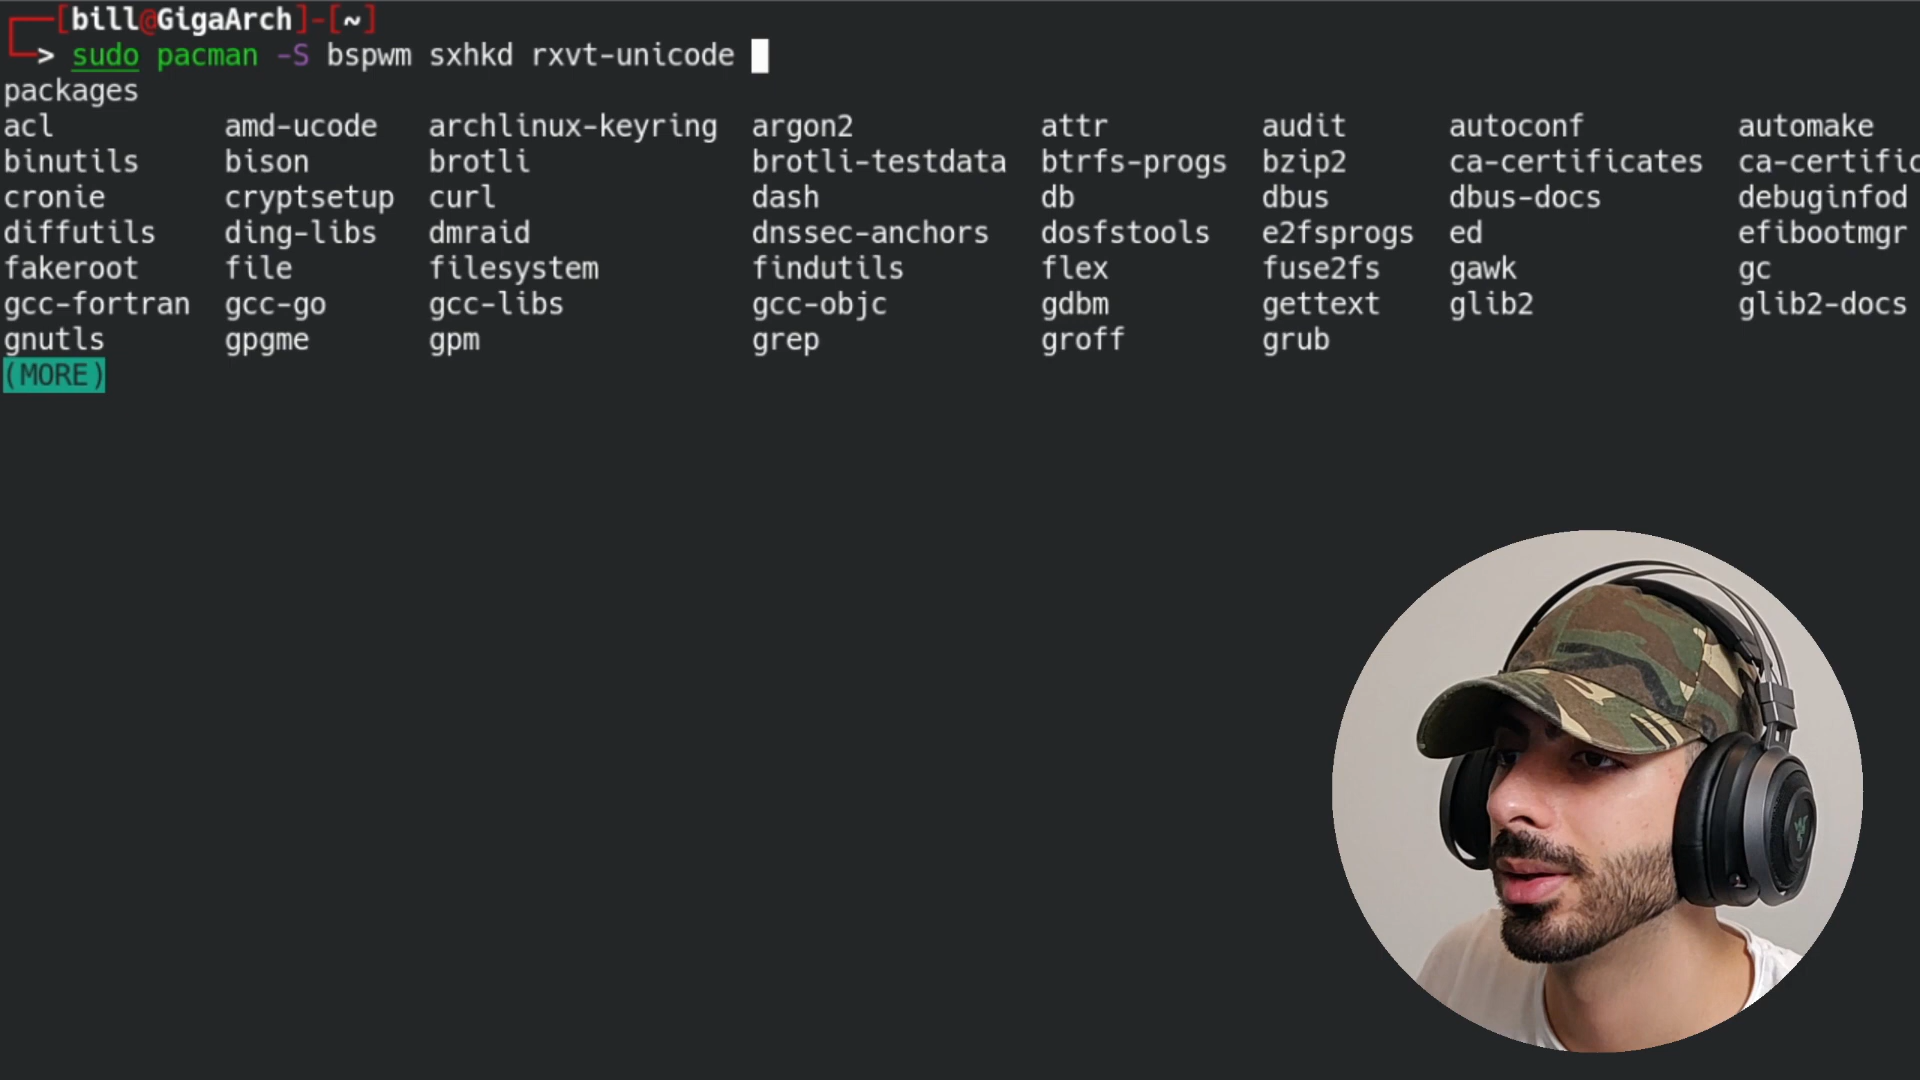 [bill@GigaArch]-[~]
> sudo pacman -S bspwm sxhkd rxvt-unicode
packages
acl amd-ucode archlinux-keyring argon2 attr audit autoconf automake
binutils bison brotli brotli-testdata btrfs-progs bzip2 ca-certificates ca-certific
cronie cryptsetup curl dash db dbus dbus-docs debuginfod
diffutils ding-libs dmraid dnssec-anchors dosfstools e2fsprogs ed efibootmgr
fakeroot file filesystem findutils flex fuse2fs gawk gc
gcc-fortran gcc-go gcc-libs gcc-objc gdbm gettext glib2 glib2-docs
gnutls gpgme gpm grep groff grub
(MORE)